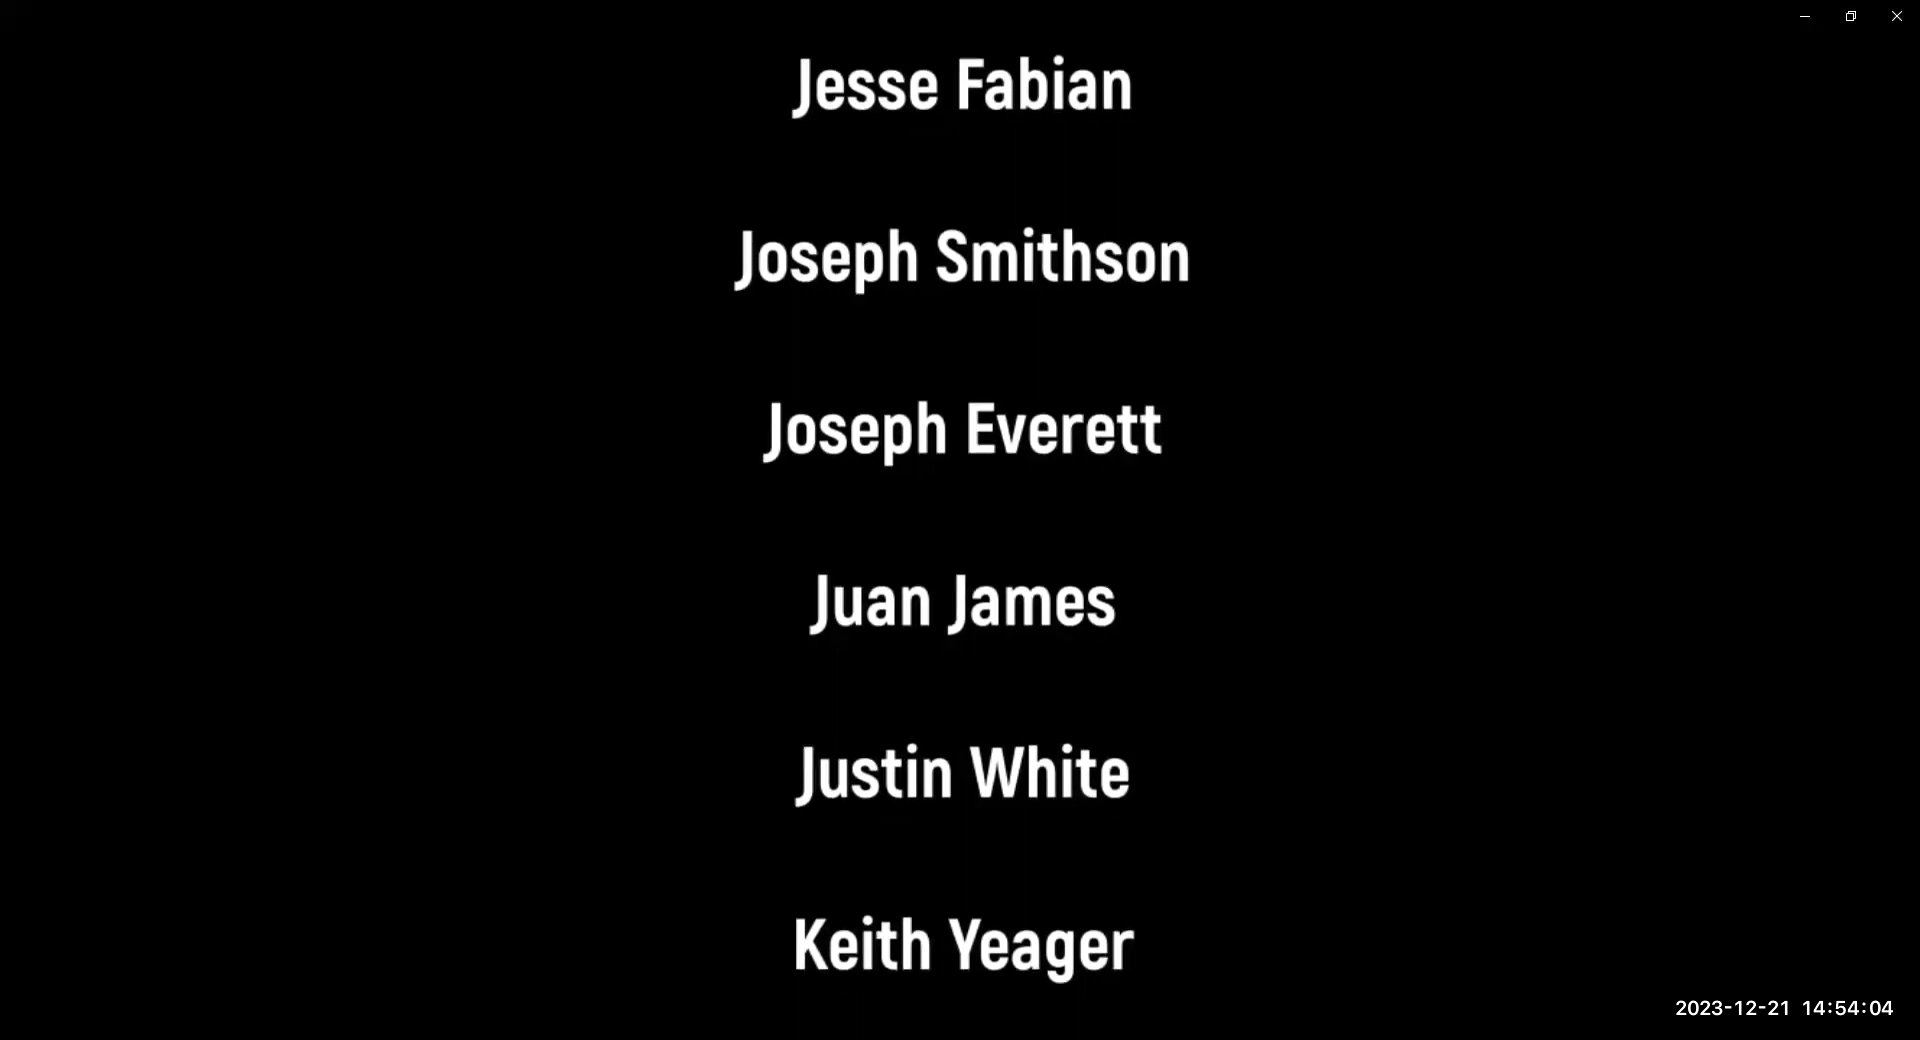 Jesse Fabian
Joseph Smithson
Joseph Everett
Juan James
Justin White
Keith Yeager
2023-12-21 14:54:04